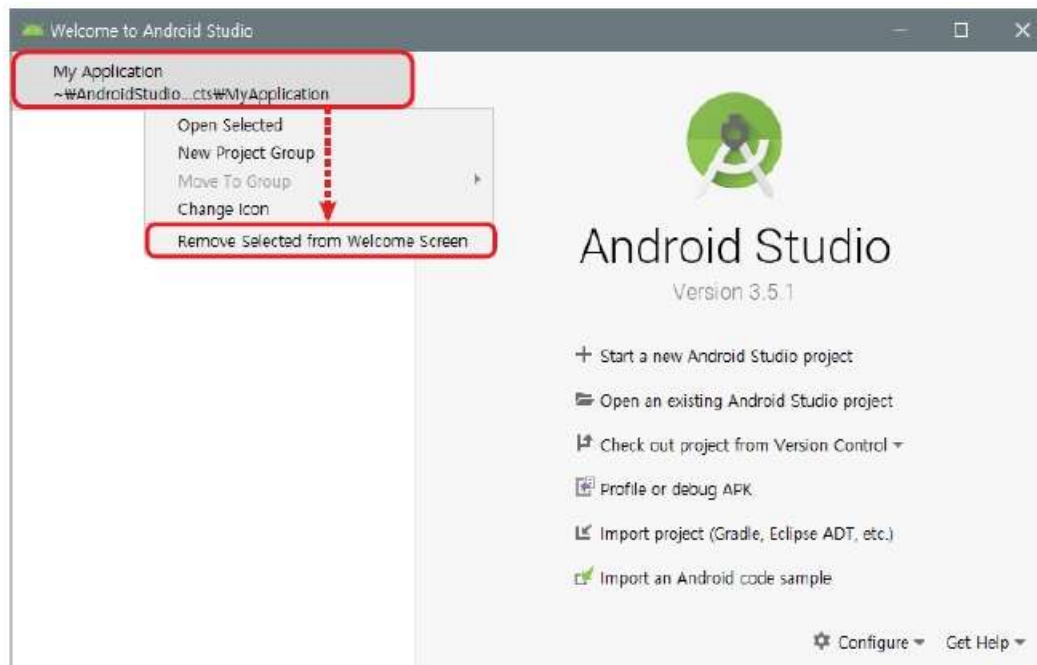 Welcome to Android Studio
My Application
~₩AndroidStudio...cts₩MyApplication
Open Selected
New Project Group
Move To Group
Change Icon
Remove Selected from Welcome Screen
Android Studio
Version 3.5.1
Start a new Android Studio project
Open an existing Android Studio project
Check out project from Version Control
Profile or debug APK
Import project (Gradle, Eclipse ADT, etc.)
Import an Android code sample
Configure Get Help